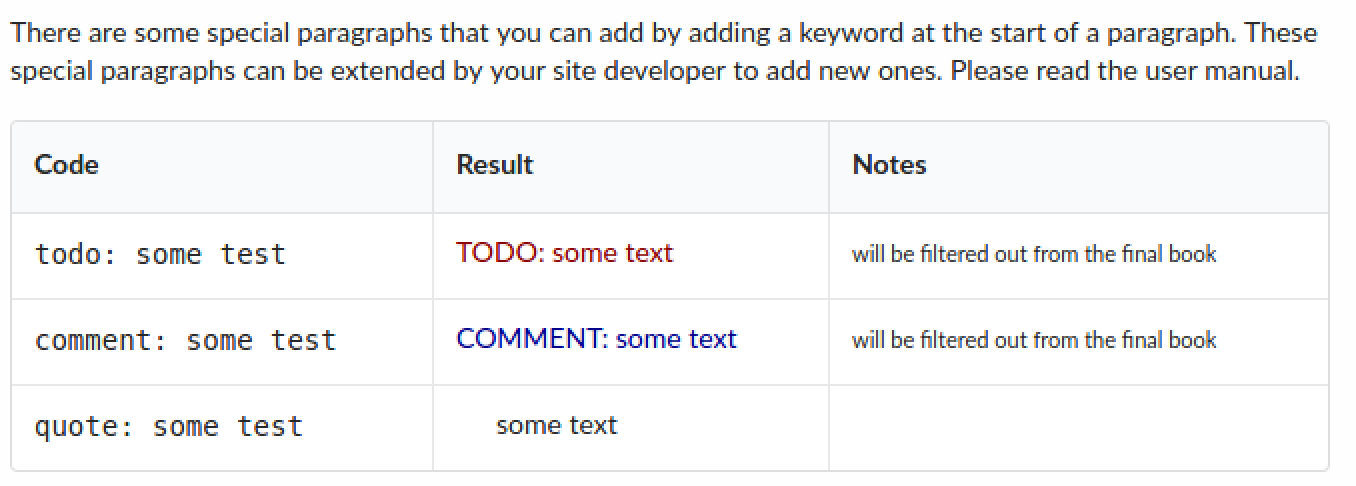 There are some special paragraphs that you can add by adding a keyword at the start of a paragraph. These
special paragraphs can be extended by your site developer to add new ones. Please read the user manual.
Code Result Notes
todo: some test TODO: some text will be filtered out from the final book
comment: some test COMMENT: some text will be filtered out from the final book
quote: some test some text